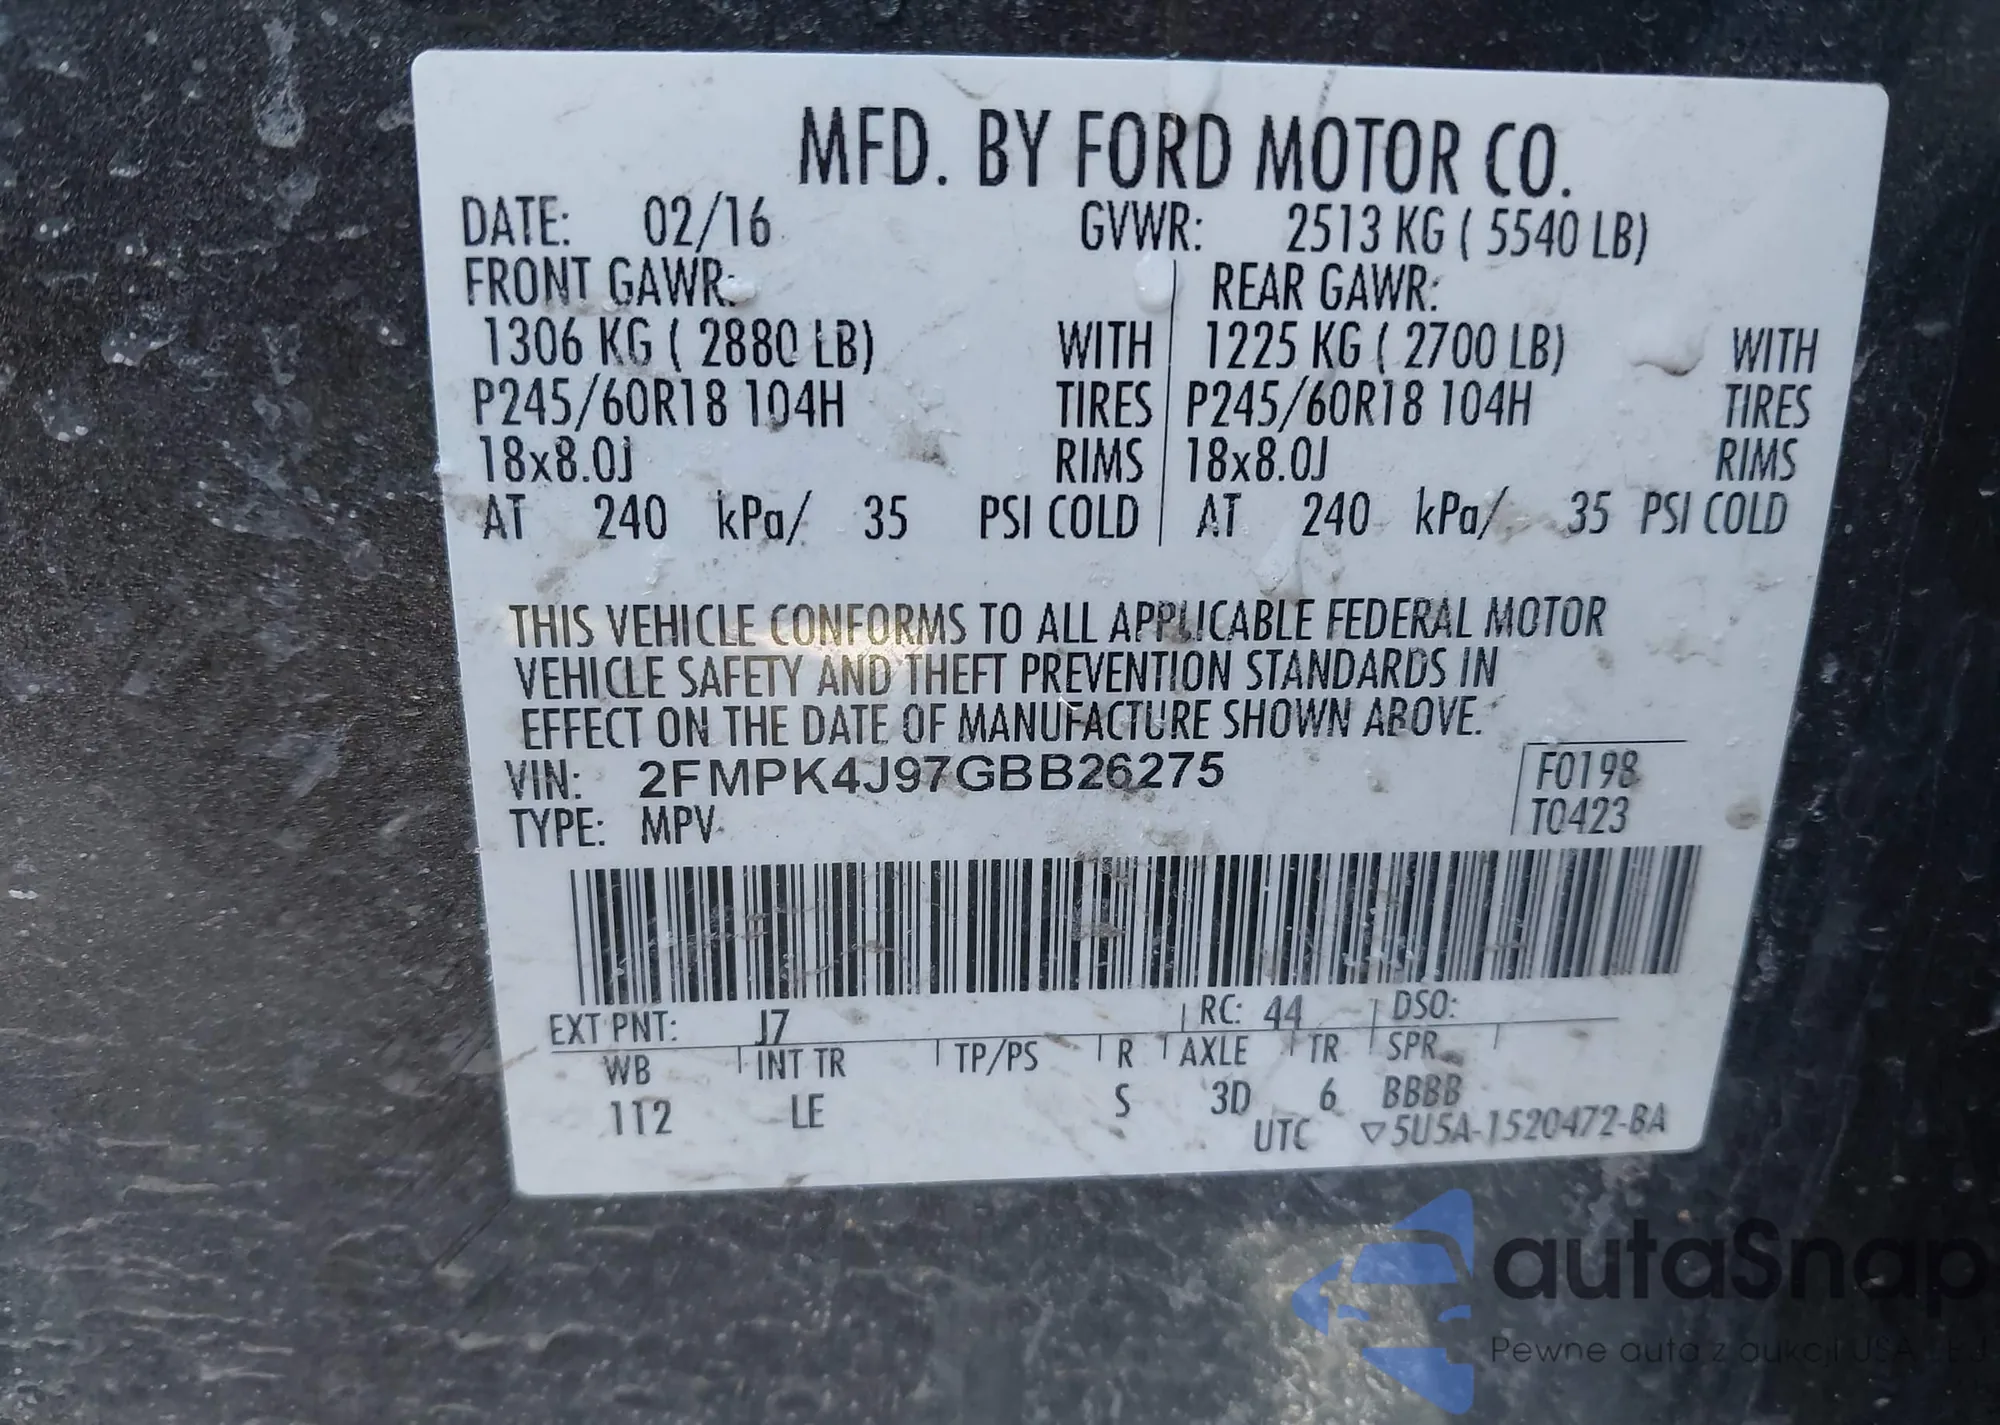 MFD. BY FORD MOTOR CO.
DATE: 02/16 GVWR: 2513 KG ( 5540 LB)
FRONT GAWR: REAR GAWR:
1306 KG ( 2880 LB) WITH 1225 KG ( 2700 LB) WITH
P245/60R18 104H TIRES P245/60R18 104H TIRES
18x8.0J RIMS 18x8.0J RIMS
AT 240 kPa/ 35 PSI COLD AT 240 kPa/ 35 PSI COLD
THIS VEHICLE CONFORMS TO ALL APPLICABLE FEDERAL MOTOR
VEHICLE SAFETY AND THEFT PREVENTION STANDARDS IN
EFFECT ON THE DATE OF MANUFACTURE SHOWN ABOVE.
VIN: 2FMPK4J97GBB26275 F0198
TYPE: MPV T0423
EXT PNT: J7 RC: 44 DSO:
WB INT TR TP/PS R AXLE TR SPR
112 LE S 3D 6 BBBB
UTC ▽5U5A-1520472-BA
autaSnap
Pewne auta z aukcji USA